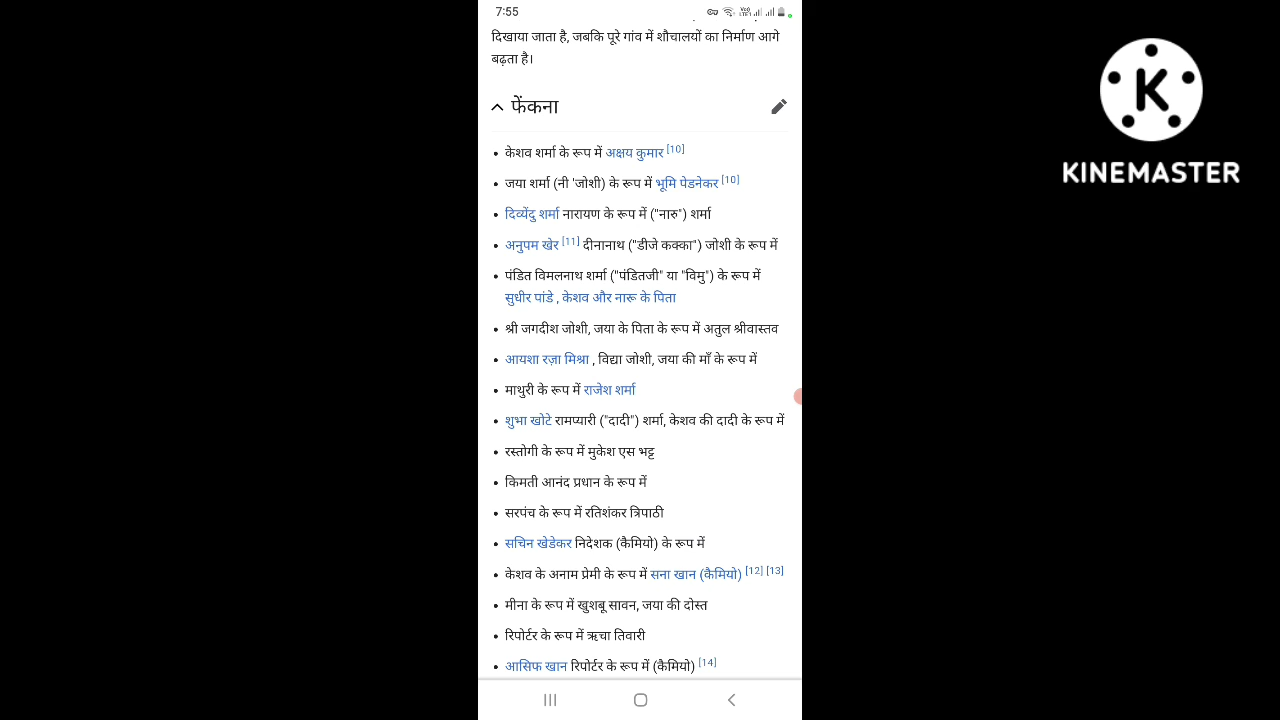 7:55
दिखाया जाता है, जबकि पूरे गांव में शौचालयों का निर्माण आगे
बढ़ता है।
फेंकना
• केशव शर्मा के रूप में अक्षय कुमार [10]
• जया शर्मा (नी 'जोशी) के रूप में भूमि पेडनेकर [10]
• दिव्येंदु शर्मा नारायण के रूप में ("नारु") शर्मा
• अनुपम खेर [11] दीनानाथ ("डीजे कक्का") जोशी के रूप में
• पंडित विमलनाथ शर्मा ("पंडितजी" या "विमु") के रूप में
सुधीर पांडे , केशव और नारू के पिता
• श्री जगदीश जोशी, जया के पिता के रूप में अतुल श्रीवास्तव
• आयशा रज़ा मिश्रा , विद्या जोशी, जया की माँ के रूप में
• माथुरी के रूप में राजेश शर्मा
• शुभा खोटे रामप्यारी ("दादी") शर्मा, केशव की दादी के रूप में
• रस्तोगी के रूप में मुकेश एस भट्ट
• किमती आनंद प्रधान के रूप में
• सरपंच के रूप में रतिशंकर त्रिपाठी
• सचिन खेडेकर निदेशक (कैमियो) के रूप में
• केशव के अनाम प्रेमी के रूप में सना खान (कैमियो) [12] [13]
• मीना के रूप में खुशबू सावन, जया की दोस्त
• रिपोर्टर के रूप में ऋचा तिवारी
• आसिफ खान रिपोर्टर के रूप में (कैमियो) [14]
K
KINEMASTER